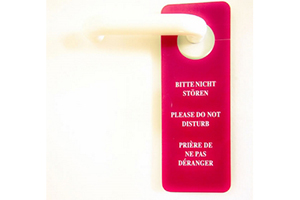 BITTE NICHT
STÖREN
PLEASE DO NOT
DISTURB
PRIÈRE DE
NE PAS
DÉRANGER